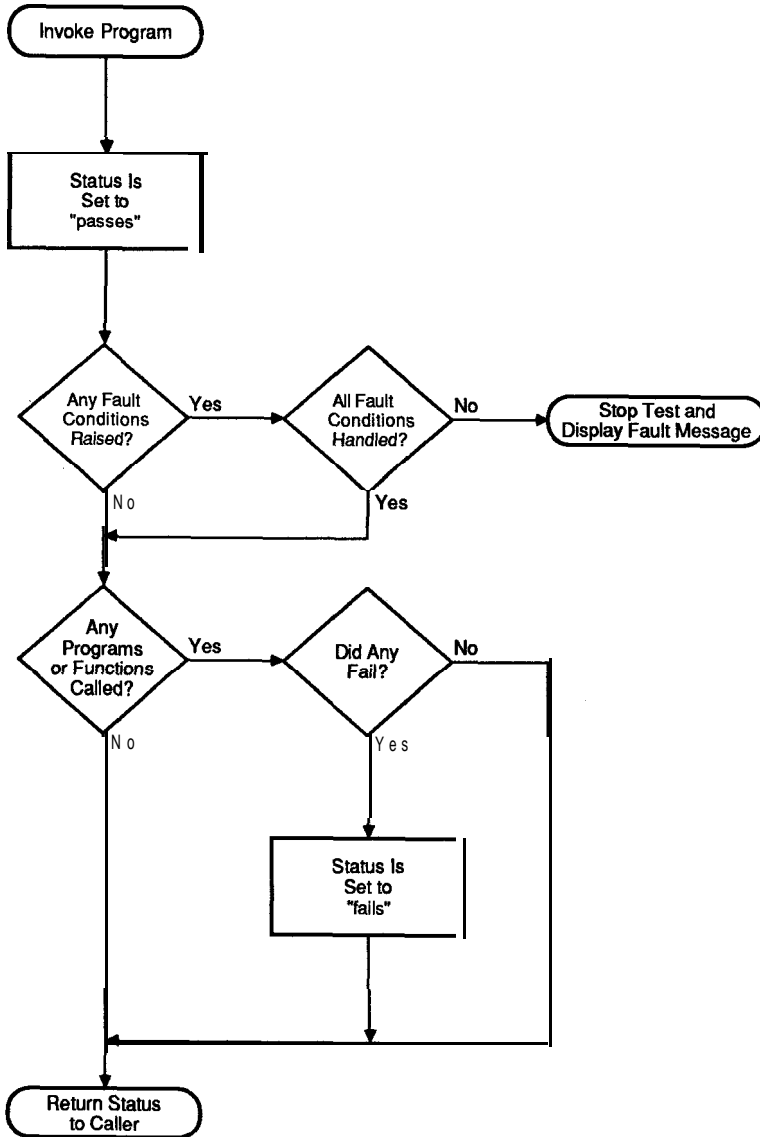 Invoke Program
Status Is
Set to
"passes"
Any Fault
Conditions
Raised?
Yes
All Fault
Conditions
Handled?
No
Stop Test and
Display Fault Message
No
Yes
Any
Programs
or Functions
Called?
Yes
Did Any
Fail?
No
No
Yes
Status Is
Set to
"fails"
Return Status
to Caller